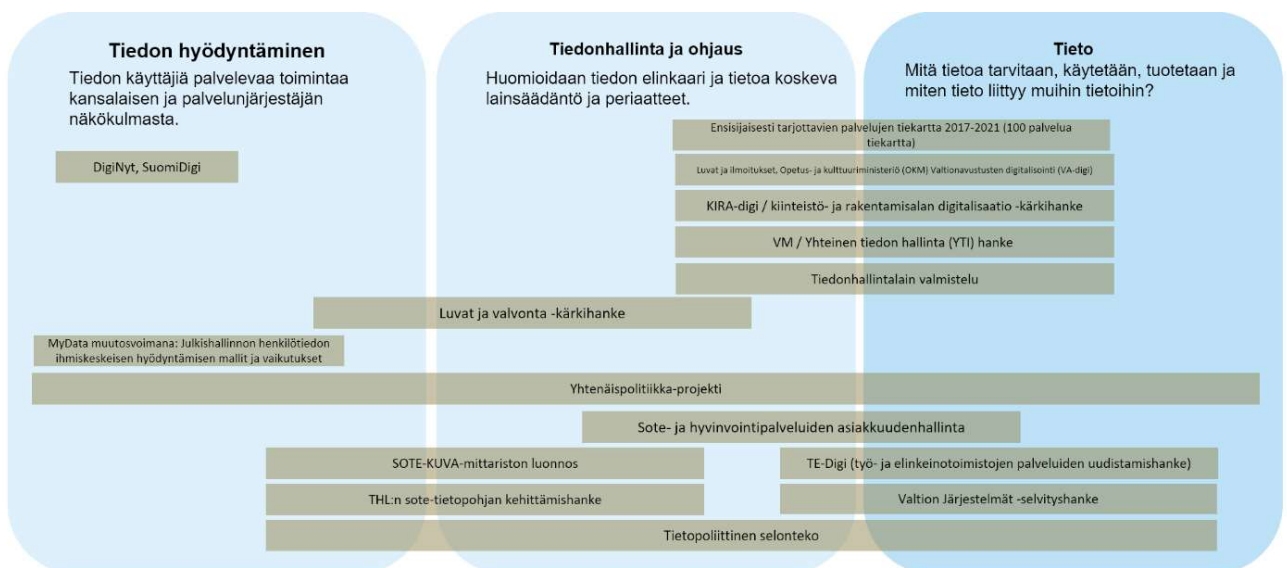 Tiedon hyödyntäminen
Tiedon käyttäjiä palvelevaa toimintaa
kansalaisen ja palvelunjärjestäjän
näkökulmasta.
Tiedonhallinta ja ohjaus
Huomioidaan tiedon elinkaari ja tietoa koskeva
lainsäädäntö ja periaatteet.
Tieto
Mitä tietoa tarvitaan, käytetään, tuotetaan ja
miten tieto liittyy muihin tietoihin?
Ensisijaisesti tarjottavien palvelujen tiekartta 2017-2021 (100 palvelua
tiekartta)
DigiNyt, SuomiDigi
Luvat ja ilmoitukset, Opetus- ja kulttuuriministeriö (OKM) Valtionavustusten digitalisointi (VA-digi)
KIRA-digi / kiinteistö- ja rakentamisalan digitalisaatio -kärkihanke
VM / Yhteinen tiedon hallinta (YTI) hanke
Tiedonhallintalain valmistelu
Luvat ja valvonta -kärkihanke
MyData muutosvoimana: Julkishallinnon henkilötiedon
ihmiskeskeisen hyödyntämisen mallit ja vaikutukset
Yhtenäispolitiikka-projekti
Sote- ja hyvinvointipalveluiden asiakkuudenhallinta
SOTE-KUVA-mittariston luonnos
TE-Digi (työ- ja elinkeinotoimistojen palveluiden uudistamishanke)
THL:n sote-tietopohjan kehittämishanke
Valtion Järjestelmät -selvityshanke
Tietopoliittinen selonteko